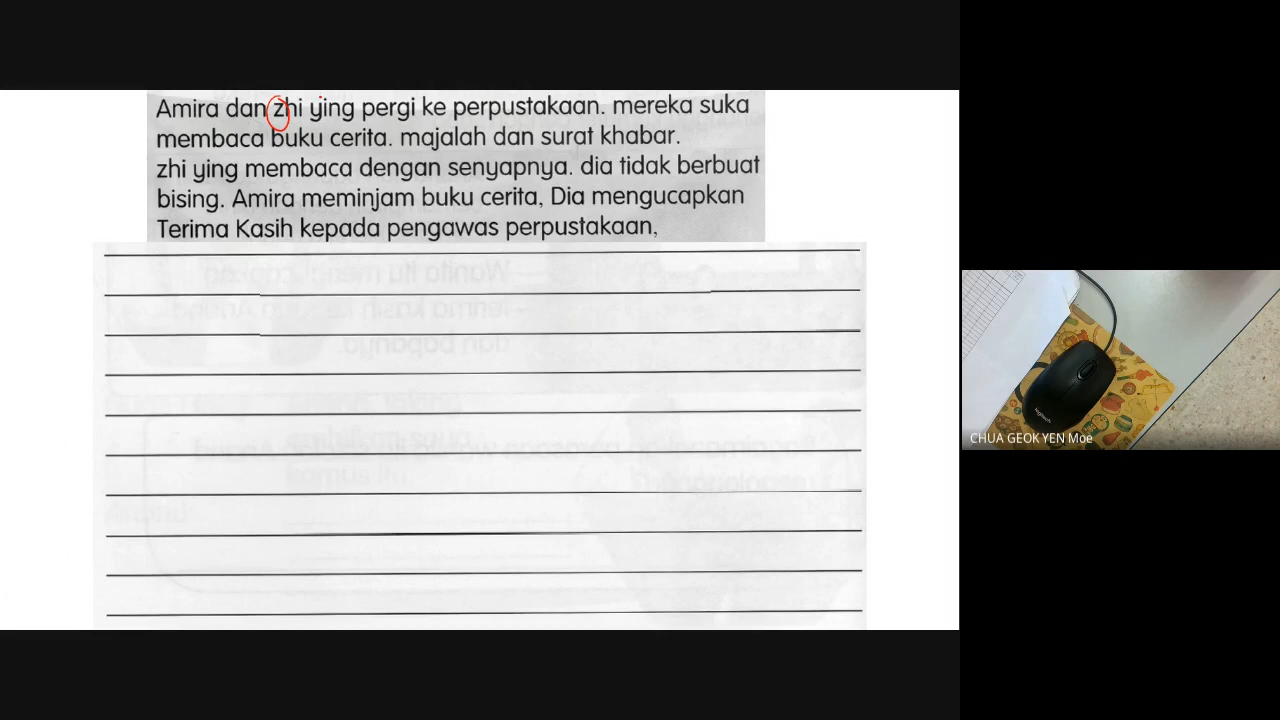 Amira dan zhi ying pergi ke perpustakaan. mereka suka
membaca buku cerita. majalah dan surat khabar.
zhi ying membaca dengan senyapnya. dia tidak berbuat
bising. Amira meminjam buku cerita, Dia mengucapkan
Terima Kasih kepada pengawas perpustakaan,
logitech
CHUA GEOK YEN Moe